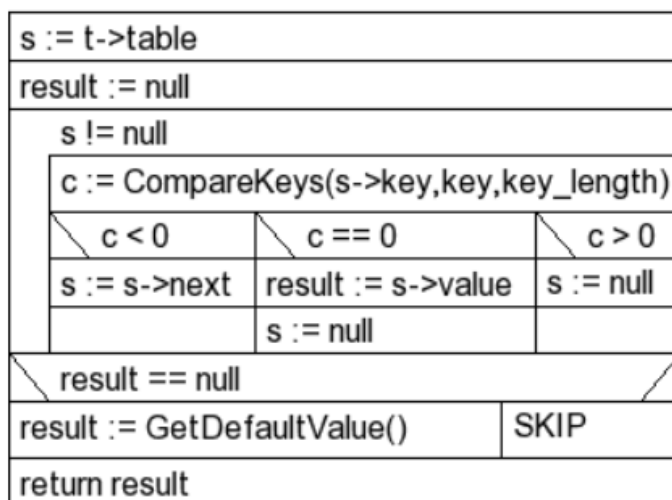 s := t->table
result := null
s != null
c := CompareKeys(s->key,key,key_length)
c < 0 c == 0 c > 0
s := s->next result := s->value s := null
s := null
result == null
result := GetDefaultValue() SKIP
return result